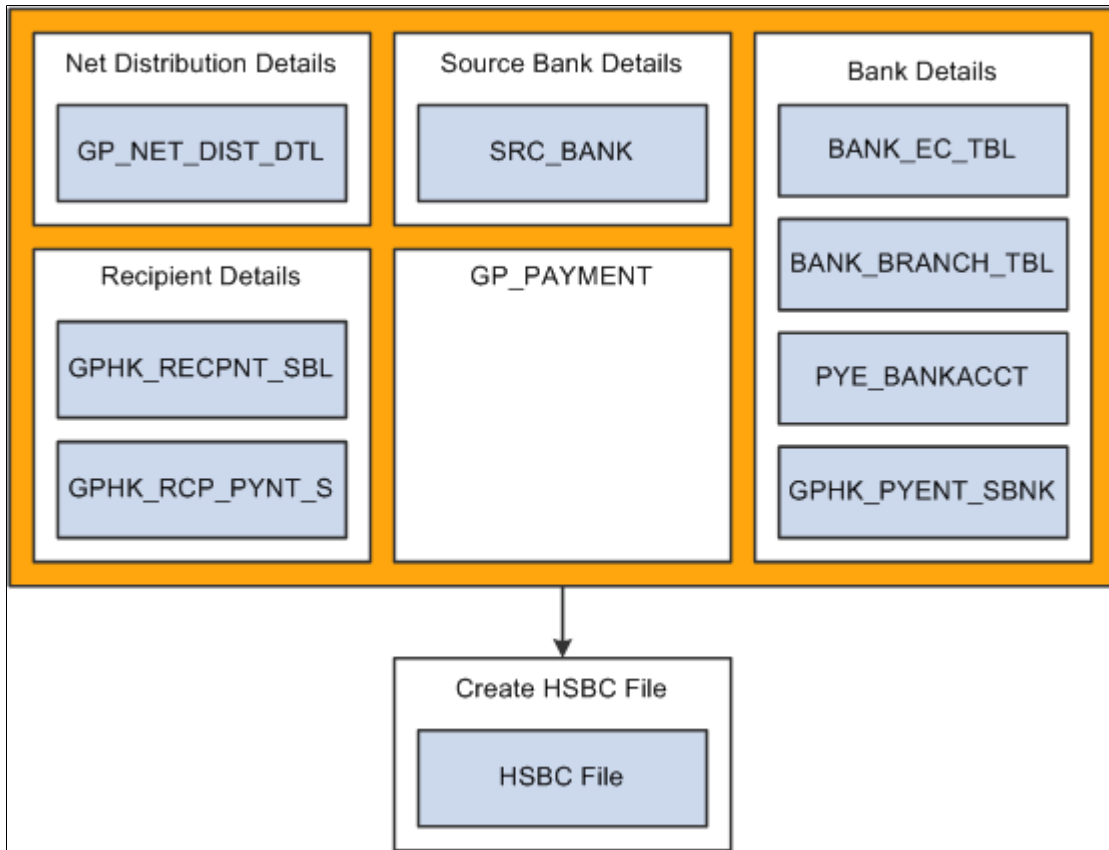 Net Distribution Details
GP_NET_DIST_DTL
Source Bank Details
SRC_BANK
Bank Details
BANK_EC_TBL
BANK_BRANCH_TBL
PYE_BANKACCT
GPHK_PYENT_SBNK
Recipient Details
GPHK_RECPNT_SBL
GPHK_RCP_PYNT_S
GP_PAYMENT
Create HSBC File
HSBC File